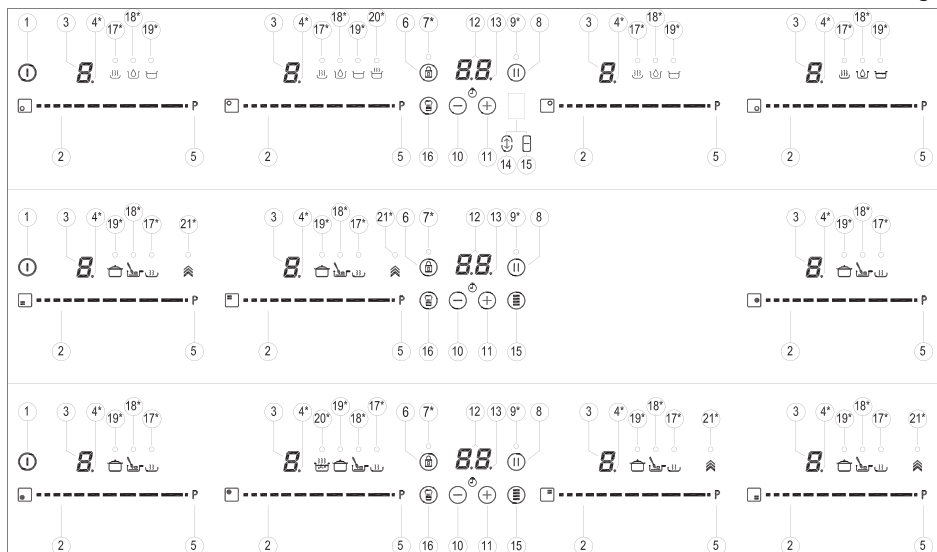 18* 18* 20* 18* 18*
1 3 4* 17* 19* 3 4* 17* 19* 6 7* 12 13 9* 8 3 4* 17* 19* 3 4* 17* 19*
8. 8. 8.8. 8. 8.
P P P P
2 5 2 5 16 10 11 14 15 2 5 2 5
18* 18* 18*
1 3 4* 19* 17* 21* 3 4* 19* 17* 21* 6 7* 12 13 9* 8 3 4* 19* 17*
8. 8. 8.8. 8.
P P P
2 5 2 5 16 10 11 15 2 5
18* 19* 17* 18* 18*
1 3 4* 19* 17* 3 4* 20* 18* 6 7* 12 13 9* 8 3 4* 19* 17* 21* 3 4* 19* 17* 21*
8. 8. 8.8. 8. 8.
P P P P
2 5 2 5 16 10 11 15 2 5 2 5